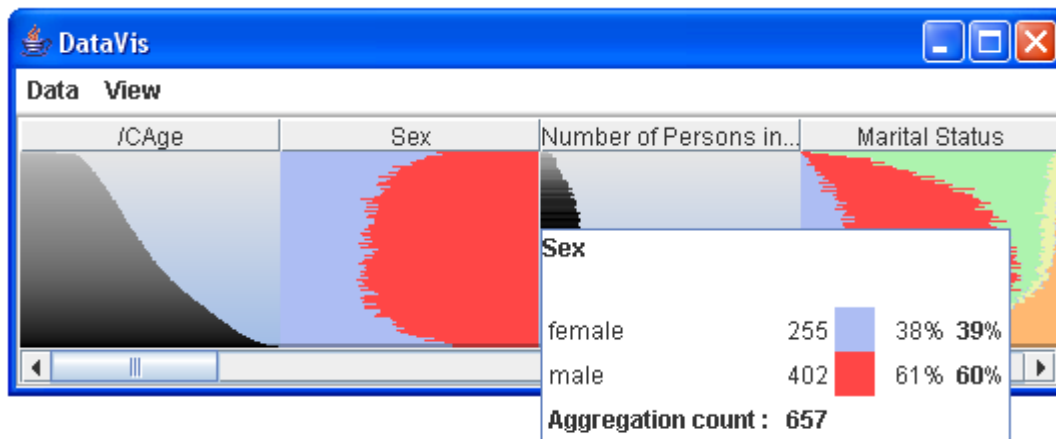 DataVis
Data View
/CAge Sex Number of Persons in... Marital Status
Sex
female 255 38% 39%
male 402 61% 60%
Aggregation count : 657